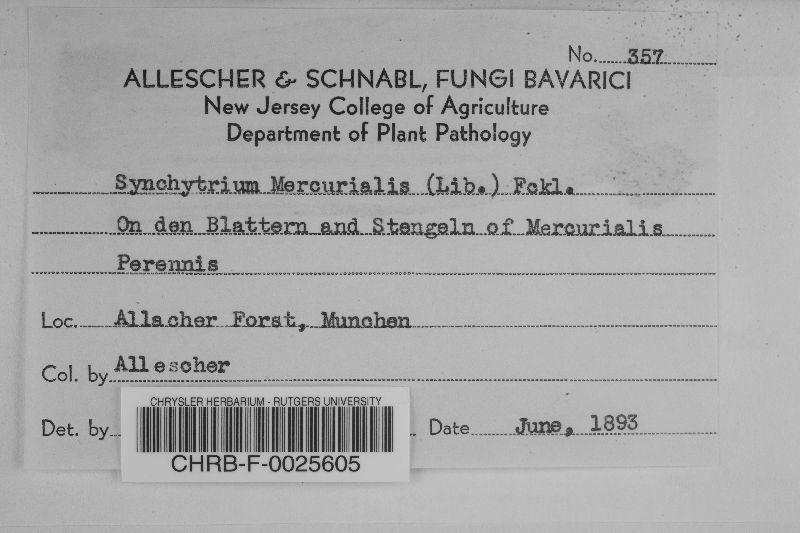 No. 357
ALLESCHER & SCHNABL, FUNGI BAVARICI
New Jersey College of Agriculture
Department of Plant Pathology
Synchytrium Mercurialis (Lib.) Fckl.
On den Blattern and Stengeln of Mercurialis
Perennis
Loc. Allacher Forst, Munchen
Col. by Allescher
Det. by Date June, 1893
CHRYSLER HERBARIUM - RUTGERS UNIVERSITY
CHRB-F-0025605